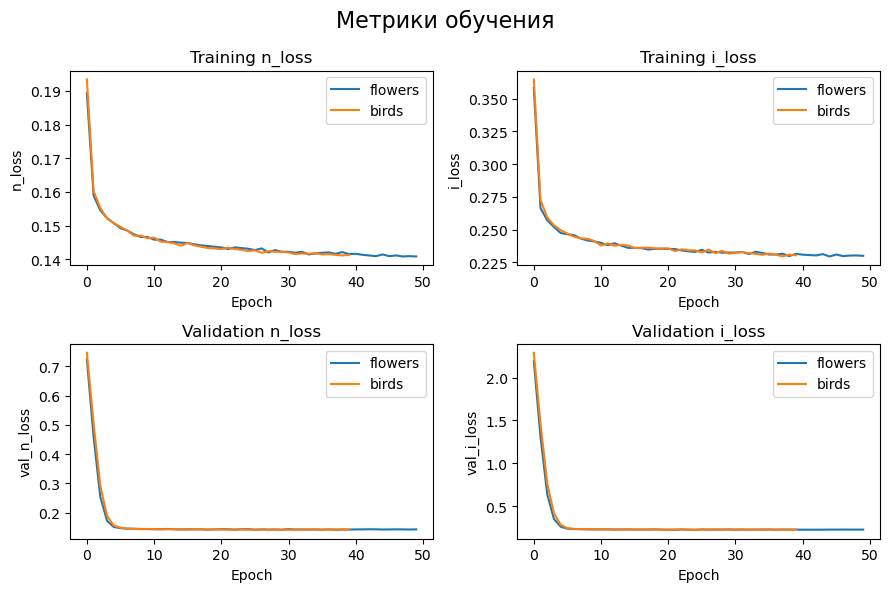 Метрики обучения
Training n_loss
n_loss
0.19
0.18
0.17
0.16
0.15
0.14
0
10
20
30
40
50
Epoch
flowers
birds
Training i_loss
i_loss
0.350
0.325
0.300
0.275
0.250
0.225
0
10
20
30
40
50
Epoch
flowers
birds
Validation n_loss
val_n_loss
0.7
0.6
0.5
0.4
0.3
0.2
0
10
20
30
40
50
Epoch
flowers
birds
Validation i_loss
val_i_loss
2.0
1.5
1.0
0.5
0
10
20
30
40
50
Epoch
flowers
birds